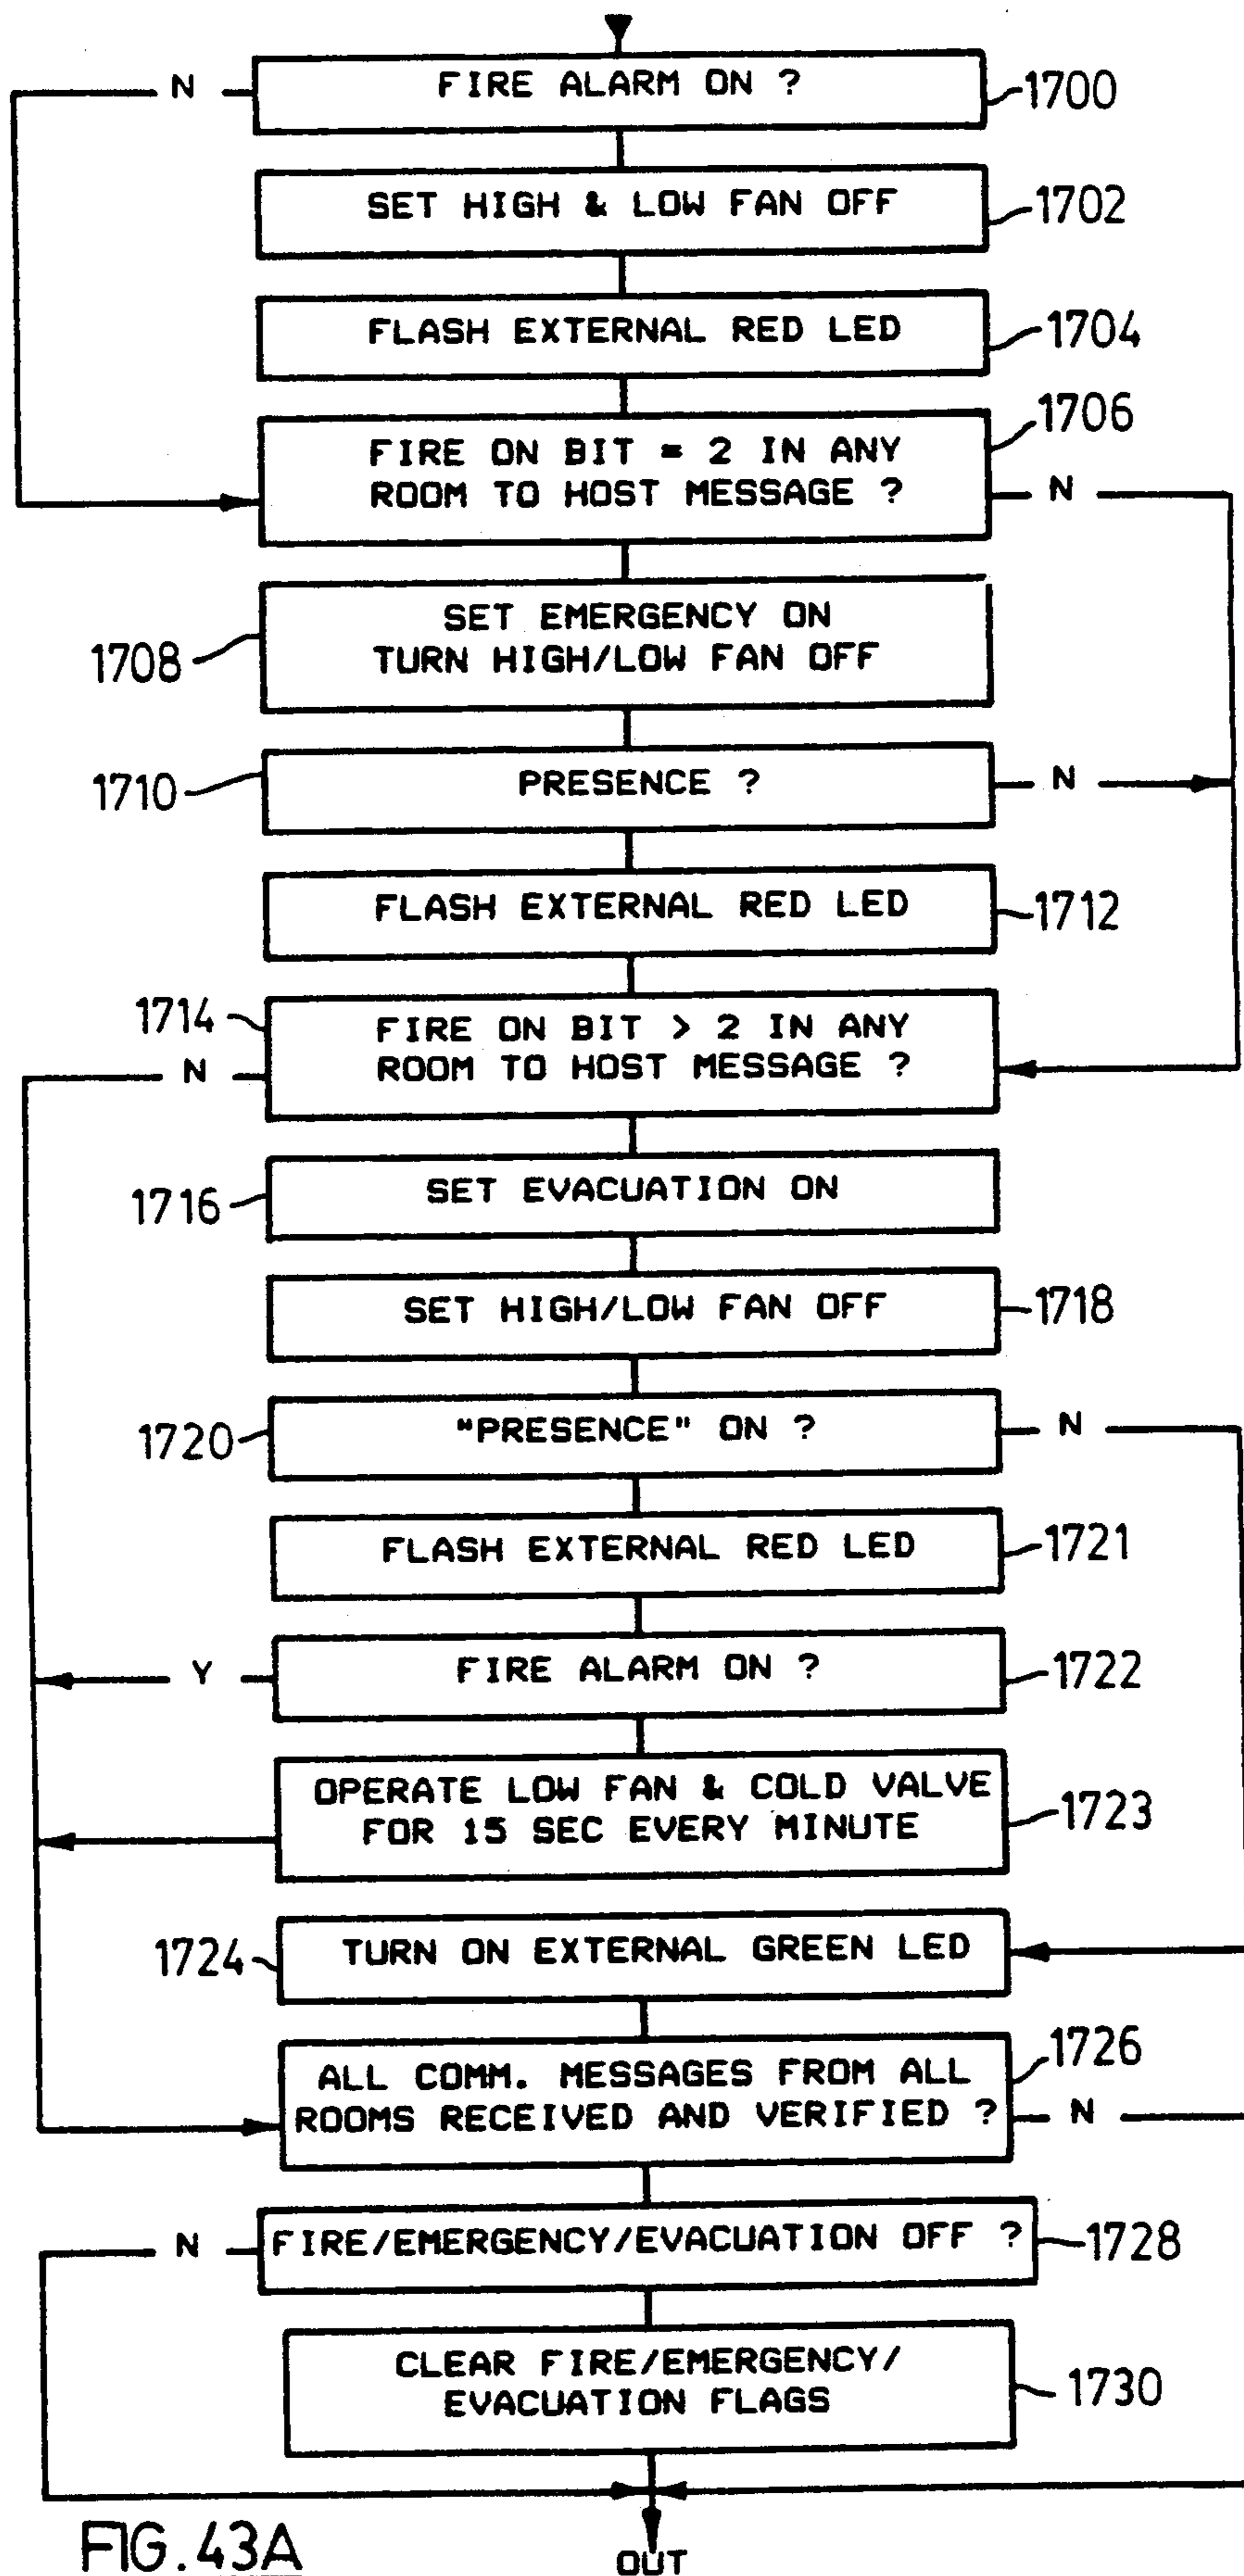 N
FIRE ALARM ON ?
1700
SET HIGH & LOW FAN OFF
1702
FLASH EXTERNAL RED LED
1704
FIRE ON BIT = 2 IN ANY
ROOM TO HOST MESSAGE ?
1706
N
SET EMERGENCY ON
TURN HIGH/LOW FAN OFF
1708
PRESENCE ?
1710
N
FLASH EXTERNAL RED LED
1712
1714
FIRE ON BIT > 2 IN ANY
ROOM TO HOST MESSAGE ?
N
SET EVACUATION ON
1716
SET HIGH/LOW FAN OFF
1718
"PRESENCE" ON ?
1720
N
FLASH EXTERNAL RED LED
1721
Y
FIRE ALARM ON ?
1722
OPERATE LOW FAN & COLD VALVE
FOR 15 SEC EVERY MINUTE
1723
TURN ON EXTERNAL GREEN LED
1724
ALL COMM. MESSAGES FROM ALL
ROOMS RECEIVED AND VERIFIED ?
1726
N
N
FIRE/EMERGENCY/EVACUATION OFF ?
1728
CLEAR FIRE/EMERGENCY/
EVACUATION FLAGS
1730
FIG. 43A
OUT